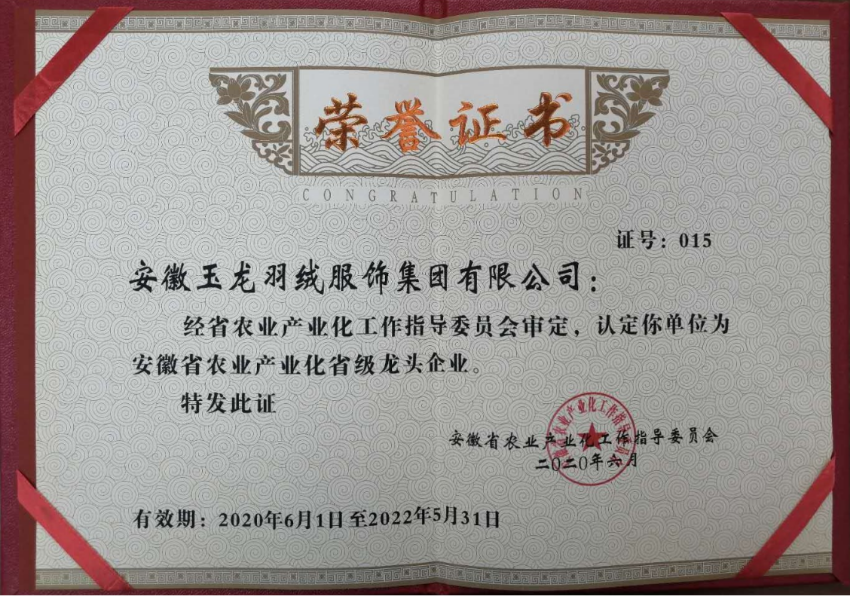 荣誉证书
CONGRATULATION
证号：015
安徽玉龙羽绒服饰集团有限公司：
经省农业产业化工作指导委员会审定，认定你单位为
安徽省农业产业化省级龙头企业。
特发此证
安徽省农业产业化工作指导委员会
二〇二〇年六月
有效期：2020年6月1日至2022年5月31日